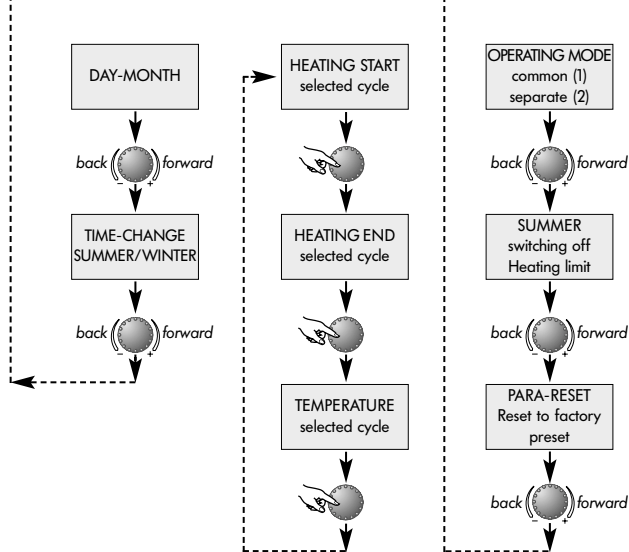 DAY-MONTH
back forward
- +
TIME-CHANGE
SUMMER/WINTER
back forward
- +
HEATING START
selected cycle
HEATING END
selected cycle
TEMPERATURE
selected cycle
OPERATING MODE
common (1)
separate (2)
back forward
- +
SUMMER
switching off
Heating limit
back forward
- +
PARA-RESET
Reset to factory
preset
back forward
- +